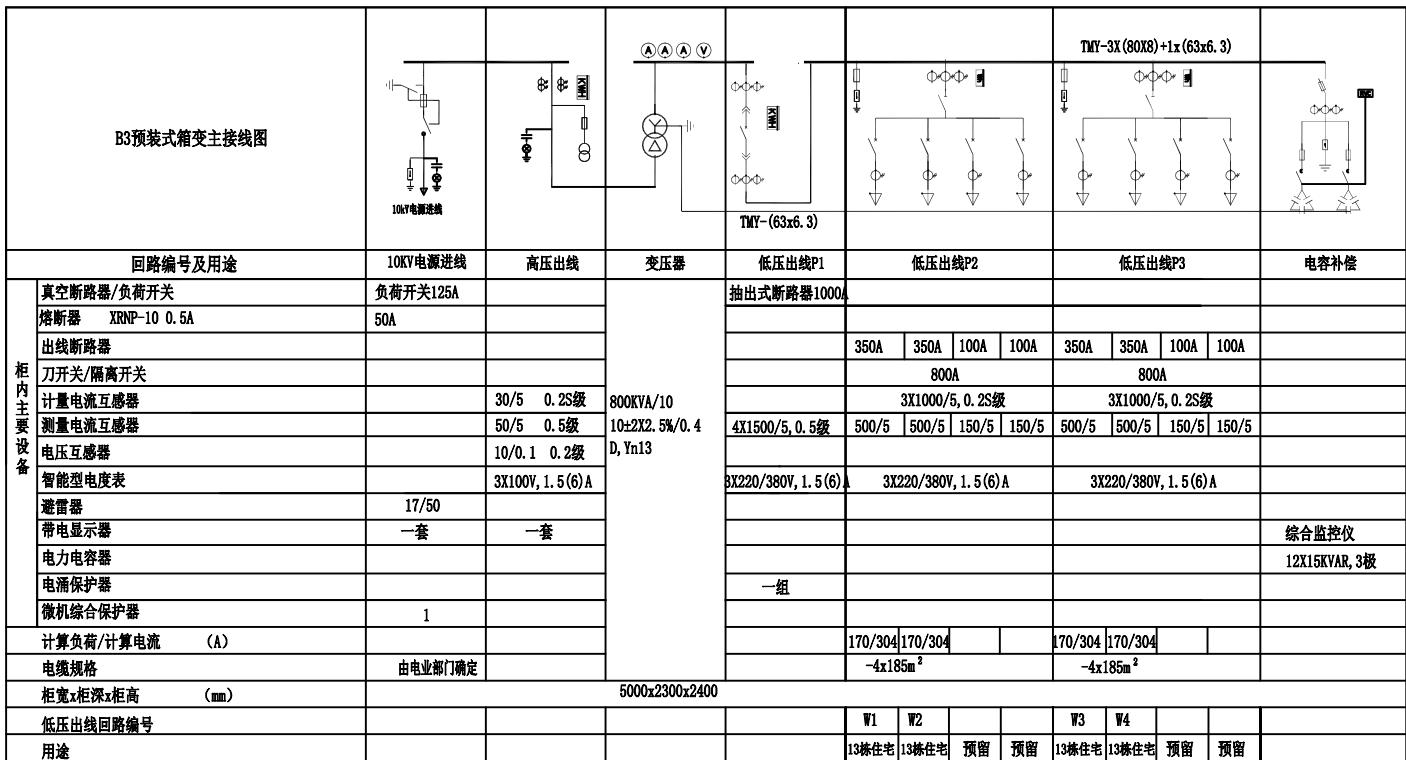 TMY-3X(80X8)+1x(63x6.3)
A A A V
KWH
KWH
B3预装式箱变主接线图
10kV电源进线
TMY-(63x6.3)
回路编号及用途 10KV电源进线 高压出线 变压器 低压出线P1 低压出线P2 低压出线P3 电容补偿
柜内主要设备
真空断路器/负荷开关 负荷开关125A 抽出式断路器1000A
熔断器 XRNP-10 0.5A 50A
出线断路器 350A 350A 100A 100A 350A 350A 100A 100A
刀开关/隔离开关 800A 800A
计量电流互感器 30/5 0.2S级 800KVA/10 3X1000/5,0.2S级 3X1000/5,0.2S级
测量电流互感器 50/5 0.5级 10±2X2.5%/0.4 4X1500/5,0.5级 500/5 500/5 150/5 150/5 500/5 500/5 150/5 150/5
电压互感器 10/0.1 0.2级 D,Yn13
智能型电度表 3X100V,1.5(6)A 3X220/380V,1.5(6)A 3X220/380V,1.5(6)A 3X220/380V,1.5(6)A
避雷器 17/50
带电显示器 一套 一套 综合监控仪
电力电容器 12X15KVAR,3极
电涌保护器 一组
微机综合保护器 1
计算负荷/计算电流 (A) 170/304 170/304 170/304 170/304
电缆规格 由电业部门确定 -4x185m² -4x185m²
柜宽x柜深x柜高 (mm) 5000x2300x2400
低压出线回路编号 W1 W2 W3 W4
用途 13栋住宅 13栋住宅 预留 预留 13栋住宅 13栋住宅 预留 预留